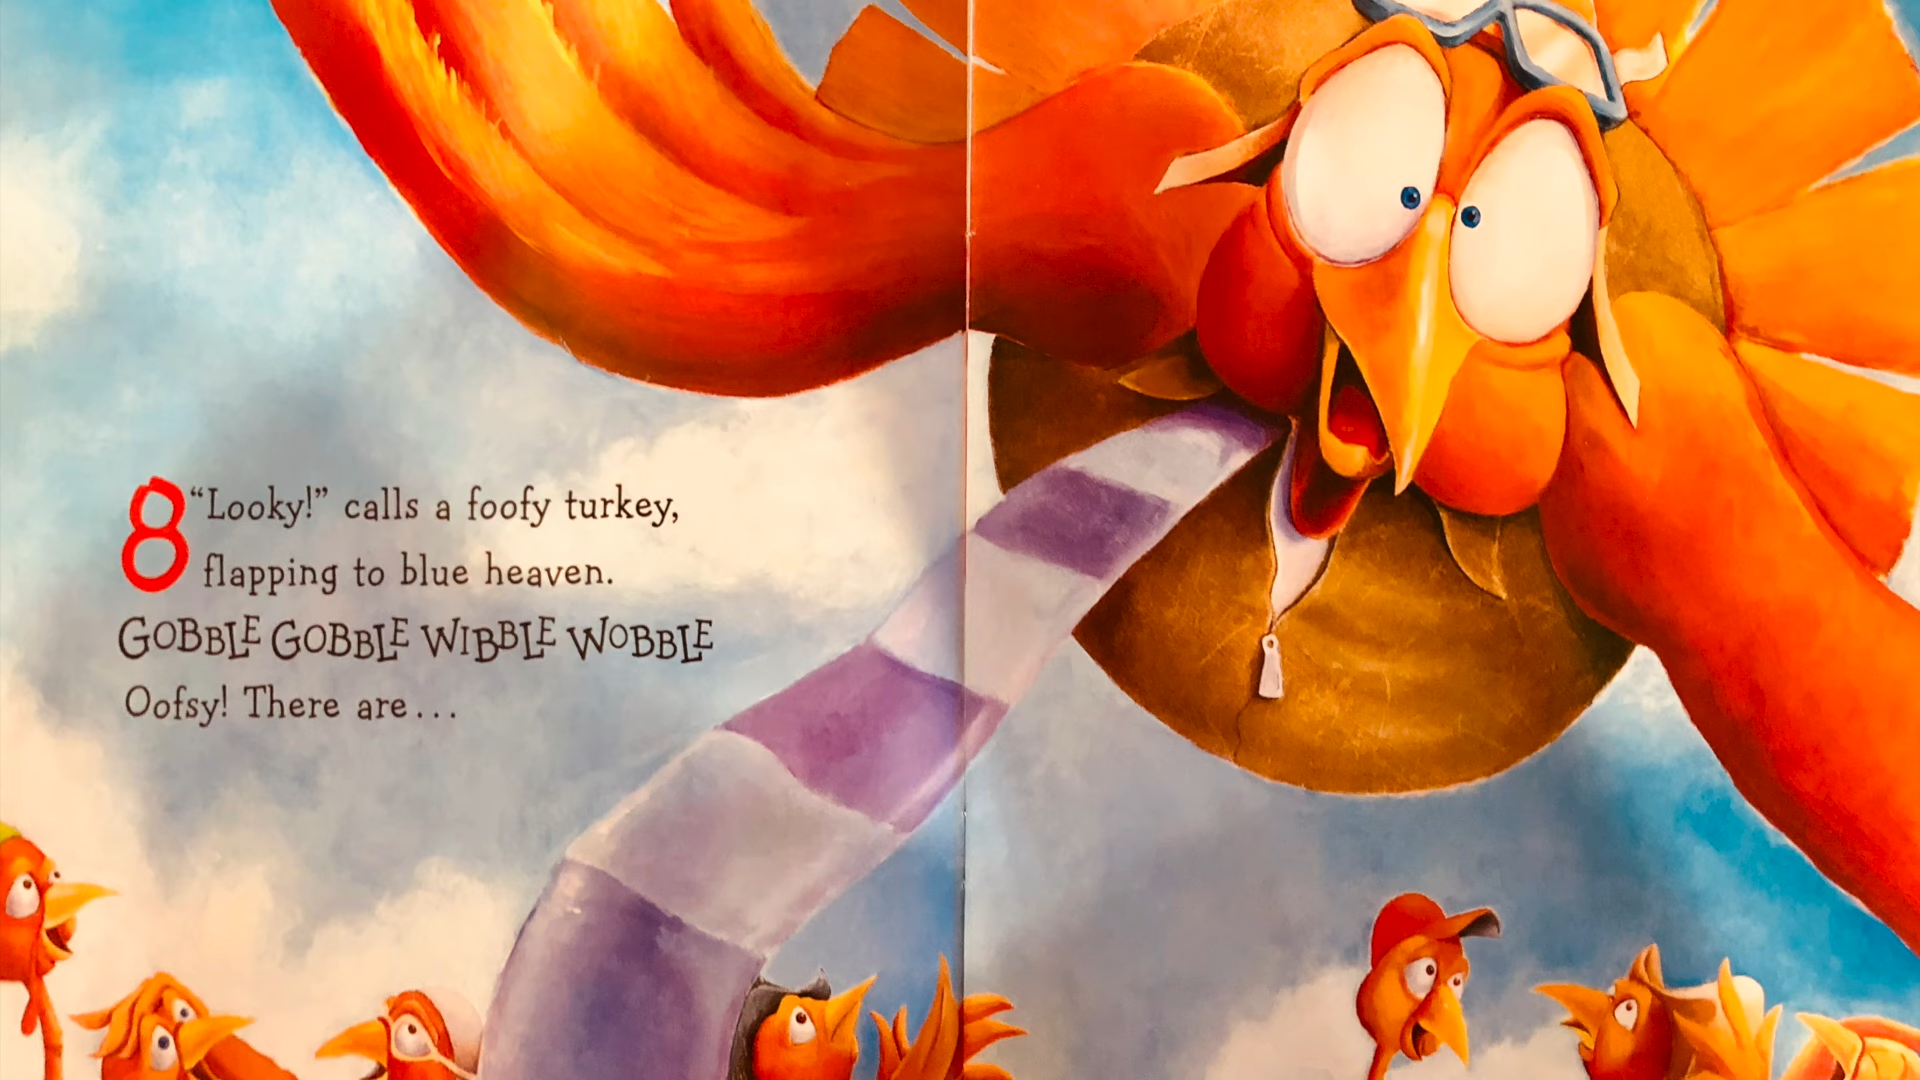 8 “Looky!” calls a foofy turkey,
flapping to blue heaven.
GOBBLE GOBBLE WIBBLE WOBBLE
Oofsy! There are...